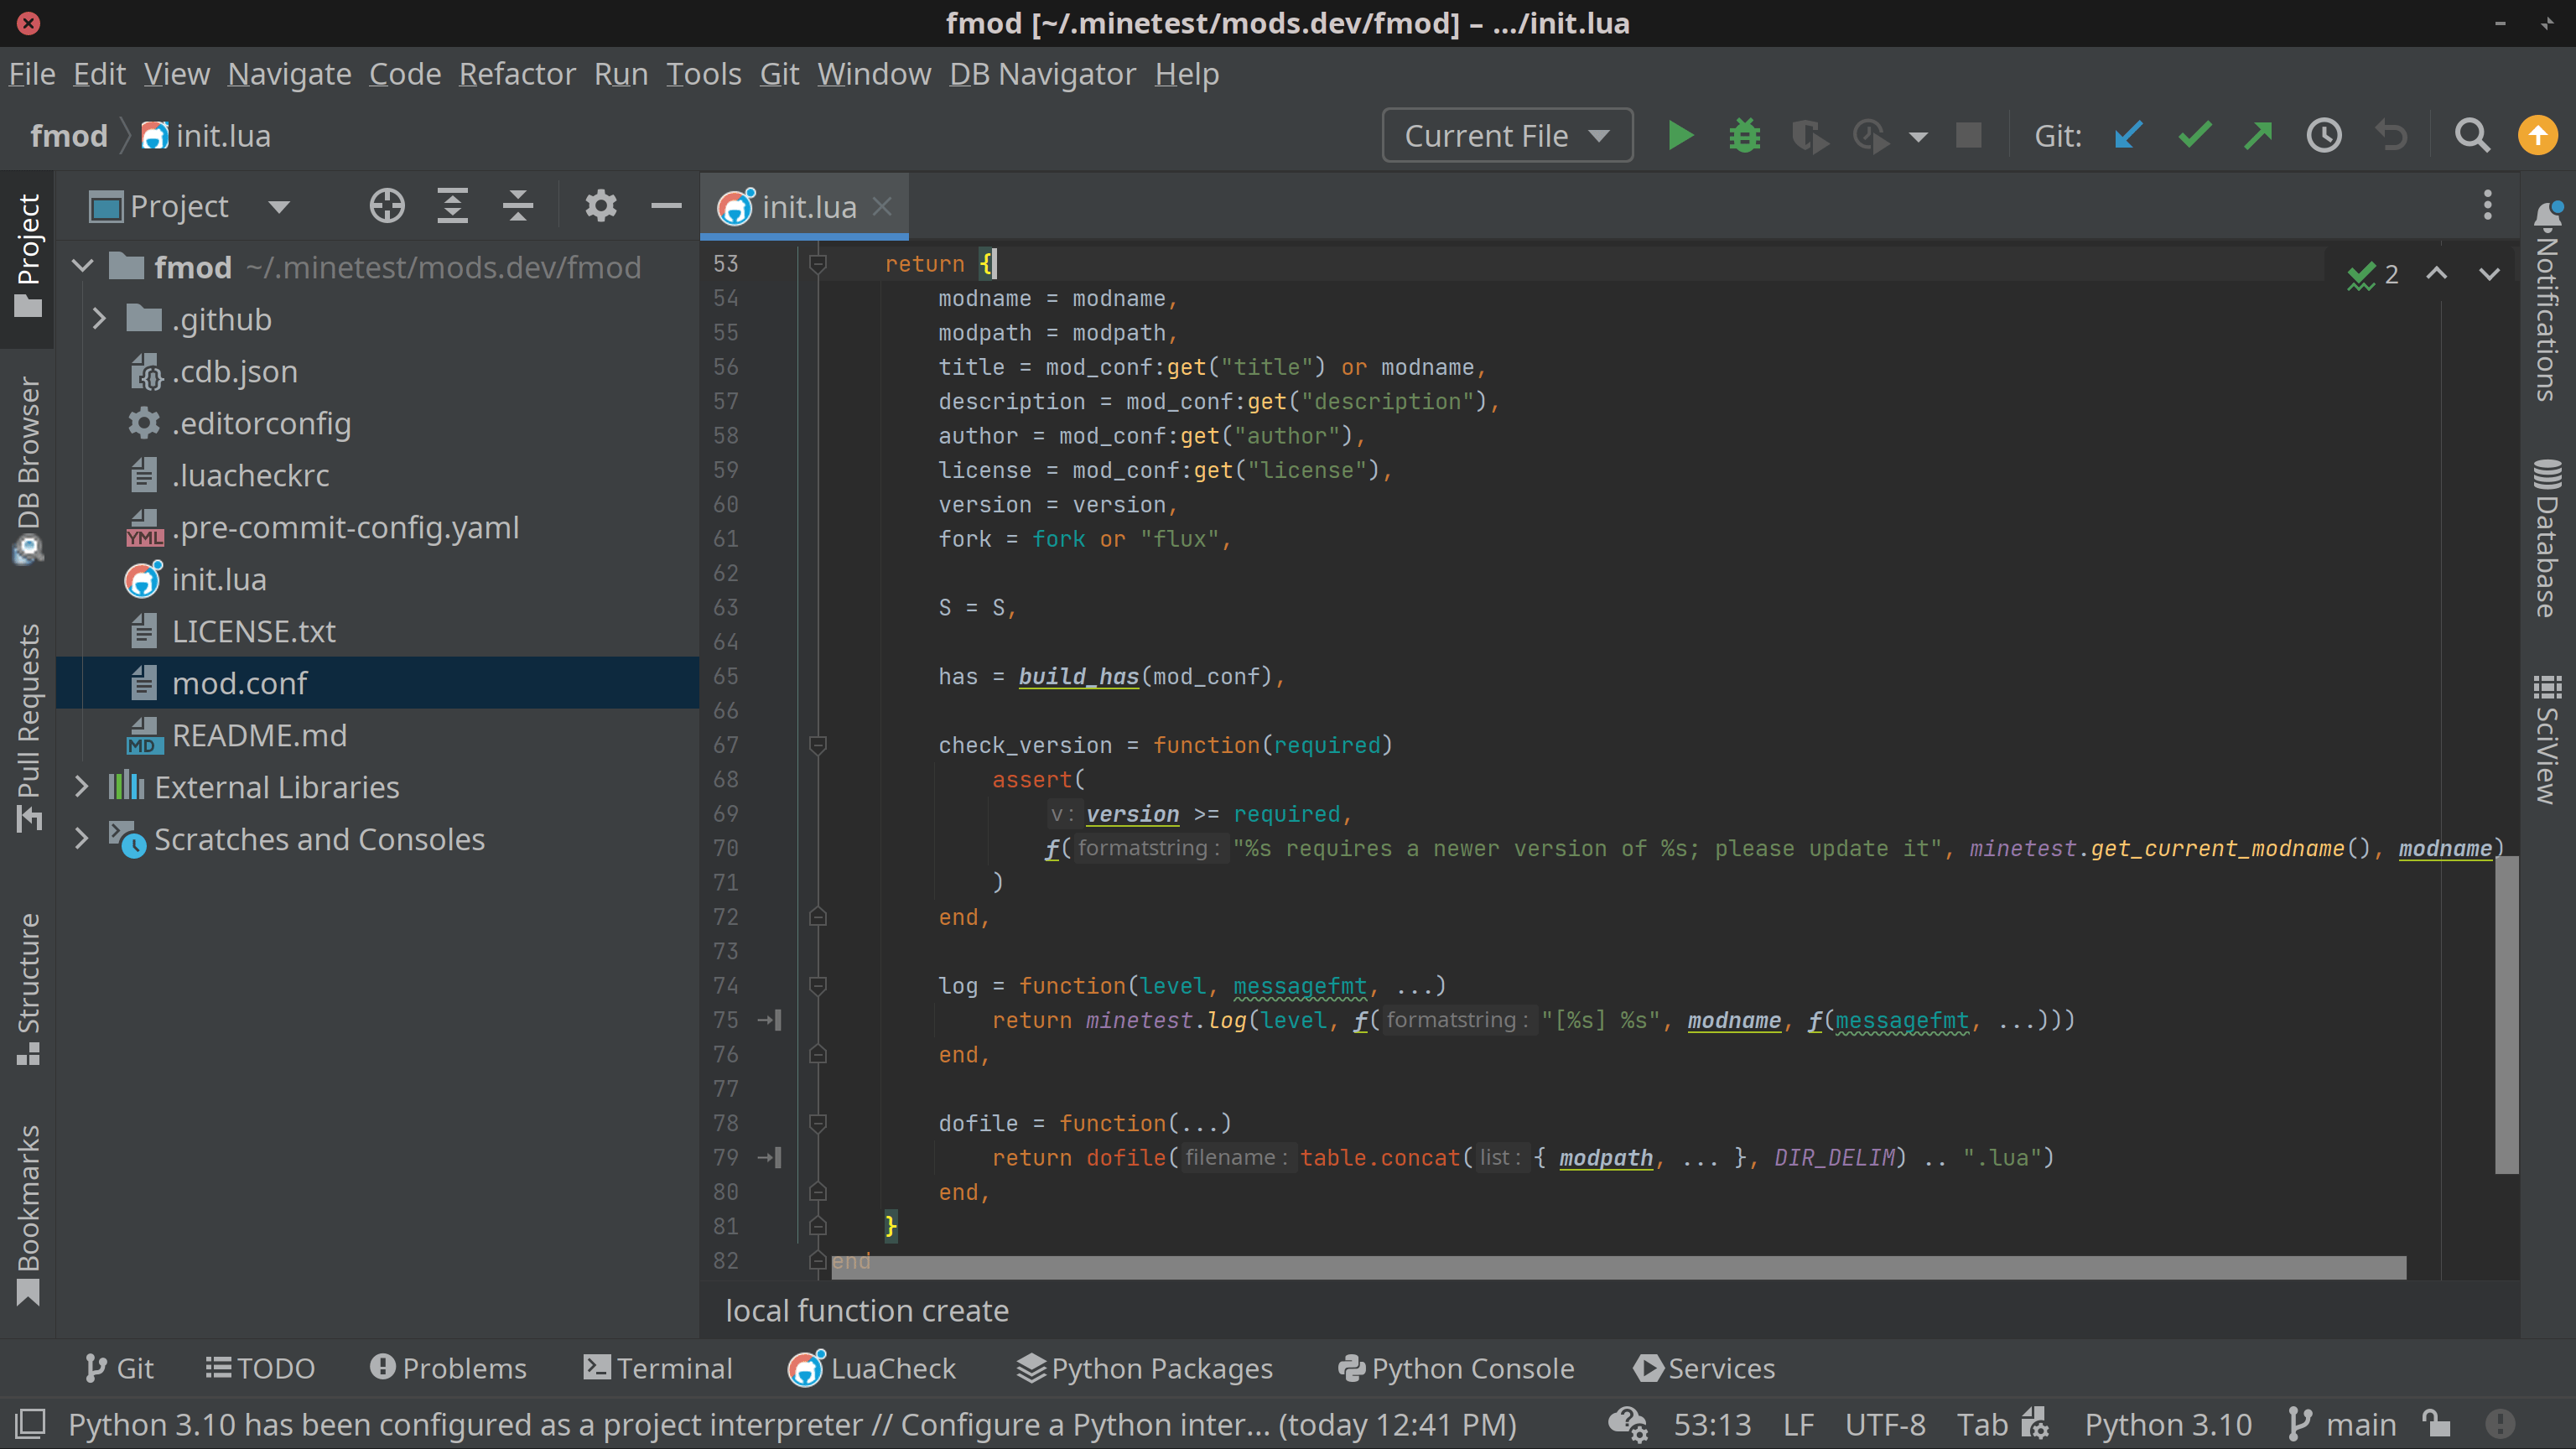 fmod [~/.minetest/mods.dev/fmod] – .../init.lua
File Edit View Navigate Code Refactor Run Tools Git Window DB Navigator Help
fmod init.lua
Current File
Git:
Project
DB Browser
Pull Requests
Structure
Bookmarks
Project
fmod ~/.minetest/mods.dev/fmod
.github
.cdb.json
.editorconfig
.luacheckrc
.pre-commit-config.yaml
init.lua
LICENSE.txt
mod.conf
README.md
External Libraries
Scratches and Consoles
init.lua
2
53 return {
54 modname = modname,
55 modpath = modpath,
56 title = mod_conf:get("title") or modname,
57 description = mod_conf:get("description"),
58 author = mod_conf:get("author"),
59 license = mod_conf:get("license"),
60 version = version,
61 fork = fork or "flux",
62
63 S = S,
64
65 has = build_has(mod_conf),
66
67 check_version = function(required)
68 assert(
69 v: version >= required,
70 f( formatstring: "%s requires a newer version of %s; please update it", minetest.get_current_modname(), modname)
71 )
72 end,
73
74 log = function(level, messagefmt, ...)
75 return minetest.log(level, f( formatstring: "[%s] %s", modname, f(messagefmt, ...)))
76 end,
77
78 dofile = function(...)
79 return dofile( filename: table.concat( list: { modpath, ... }, DIR_DELIM) .. ".lua")
80 end,
81 }
82 end
local function create
Notifications
Database
SciView
Git TODO Problems Terminal LuaCheck Python Packages Python Console Services
Python 3.10 has been configured as a project interpreter // Configure a Python inter... (today 12:41 PM) 53:13 LF UTF-8 Tab Python 3.10 main